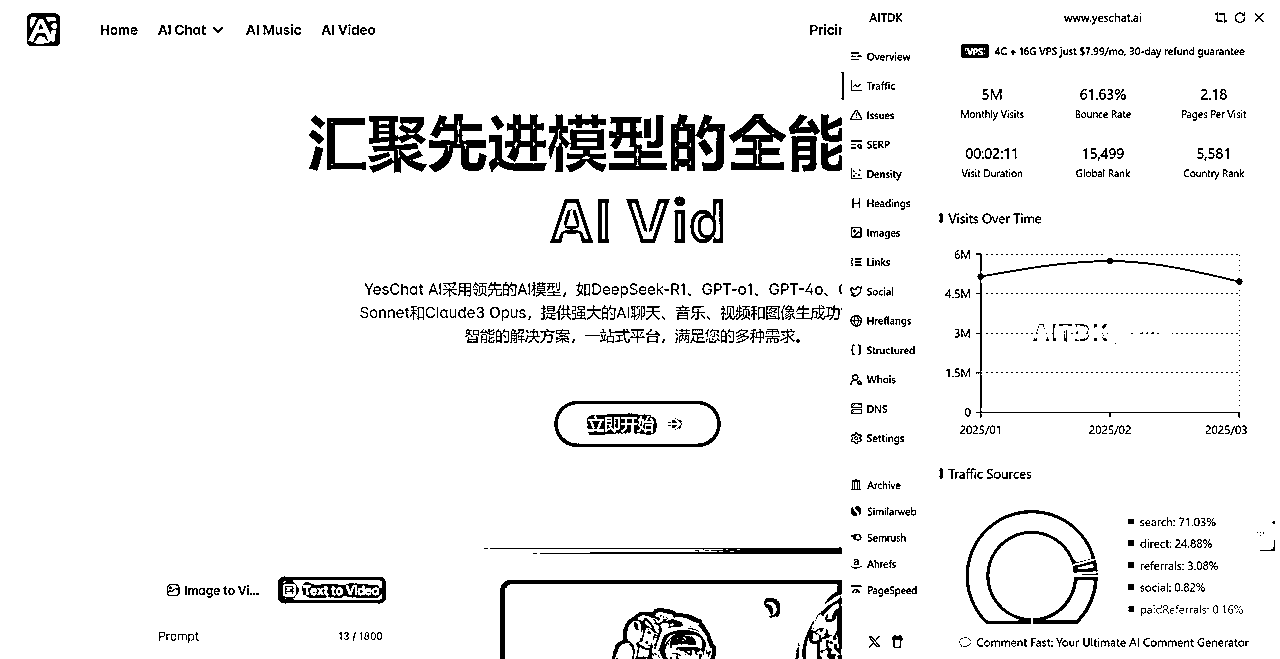 Ai
Home
AI Chat
AI Music
AI Video
汇聚先进模型的全能
AI Vid
YesChat AI采用领先的AI模型，如DeepSeek-R1、GPT-o1、GPT-4o、
Sonnet和Claude3 Opus，提供强大的AI聊天、音乐、视频和图像生成功
智能的解决方案，一站式平台，满足您的多种需求。
立即开始
Image to Vi...
Text to Video
Prompt
13 / 1800
AITDK
www.yeschat.ai
Overview
Traffic
Issues
SERP
Density
Headings
Images
Links
Social
Hreflangs
Structured
Whois
DNS
Settings
Archive
Similarweb
Semrush
Ahrefs
PageSpeed
VPS 4C + 16G VPS just $7.99/mo, 30-day refund guarantee
5M
Monthly Visits
61.63%
Bounce Rate
2.18
Pages Per Visit
00:02:11
Visit Duration
15,499
Global Rank
5,581
Country Rank
Visits Over Time
6M
4.5M
3M
1.5M
0
AITDK
2025/01
2025/02
2025/03
Traffic Sources
search: 71.03%
direct: 24.88%
referrals: 3.08%
social: 0.82%
paidReferrals: 0.16%
Comment Fast: Your Ultimate AI Comment Generator